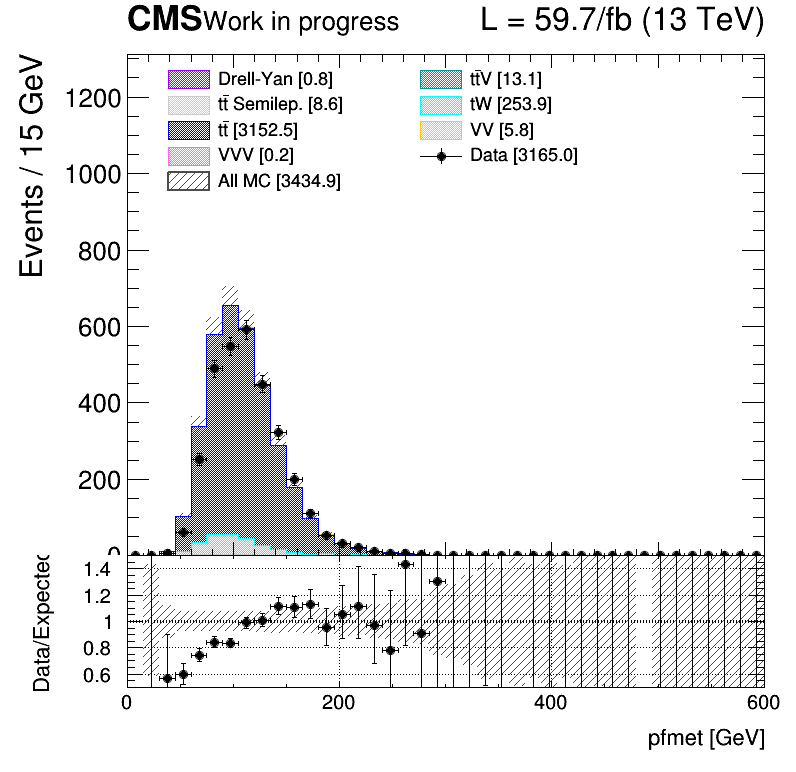 CMS Work in progress L = 59.7/fb (13 TeV)
Events / 15 GeV
1200
1000
800
600
400
200
0
Drell-Yan [0.8]
tt̄ Semilep. [8.6]
tt̄ [3152.5]
VVV [0.2]
All MC [3434.9]
tt̄V [13.1]
tW [253.9]
VV [5.8]
Data [3165.0]
Data/Expected
1.4
1.2
1
0.8
0.6
0 200 400 600
pfmet [GeV]